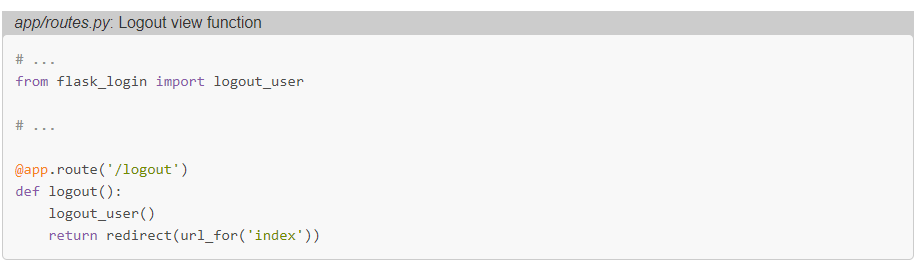 app/routes.py: Logout view function
# ...
from flask_login import logout_user
# ...
@app.route('/logout')
def logout():
    logout_user()
    return redirect(url_for('index'))